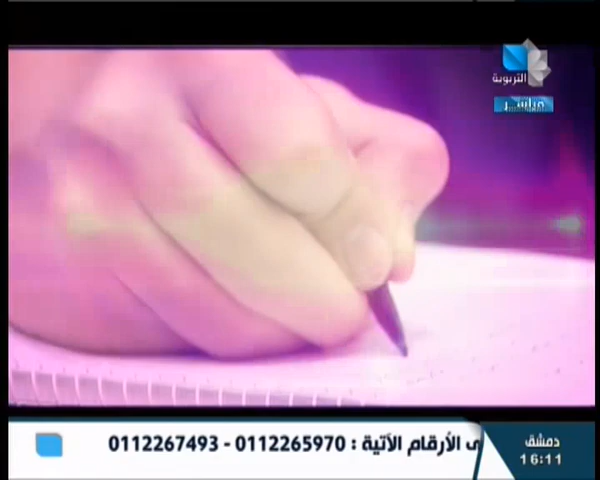 التربوية
مباشر
ى الأرقام الآتية : 0112265970 - 0112267493
دمشق
16:11